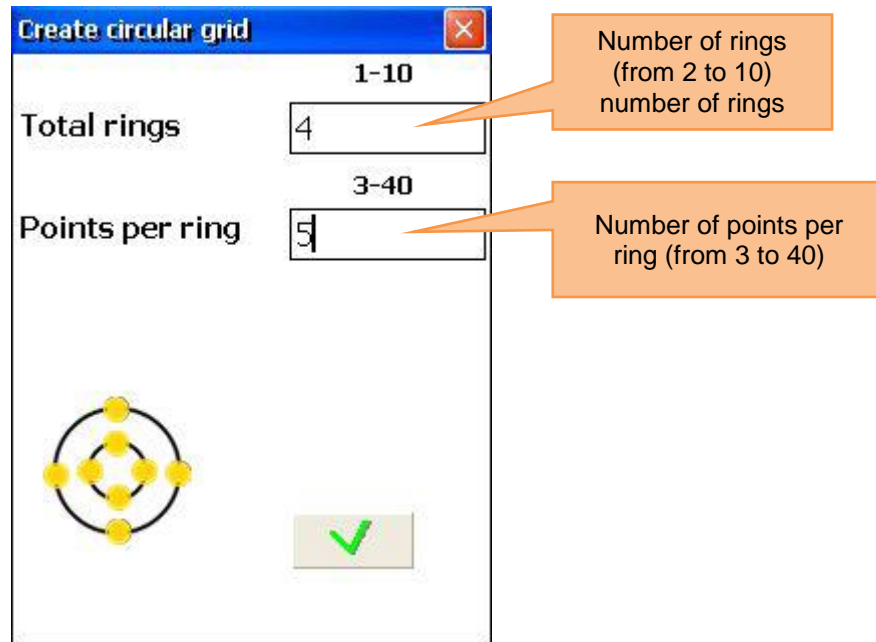 Create circular grid
1-10
Total rings
4
3-40
Points per ring
5
Number of rings
(from 2 to 10)
number of rings
Number of points per
ring (from 3 to 40)